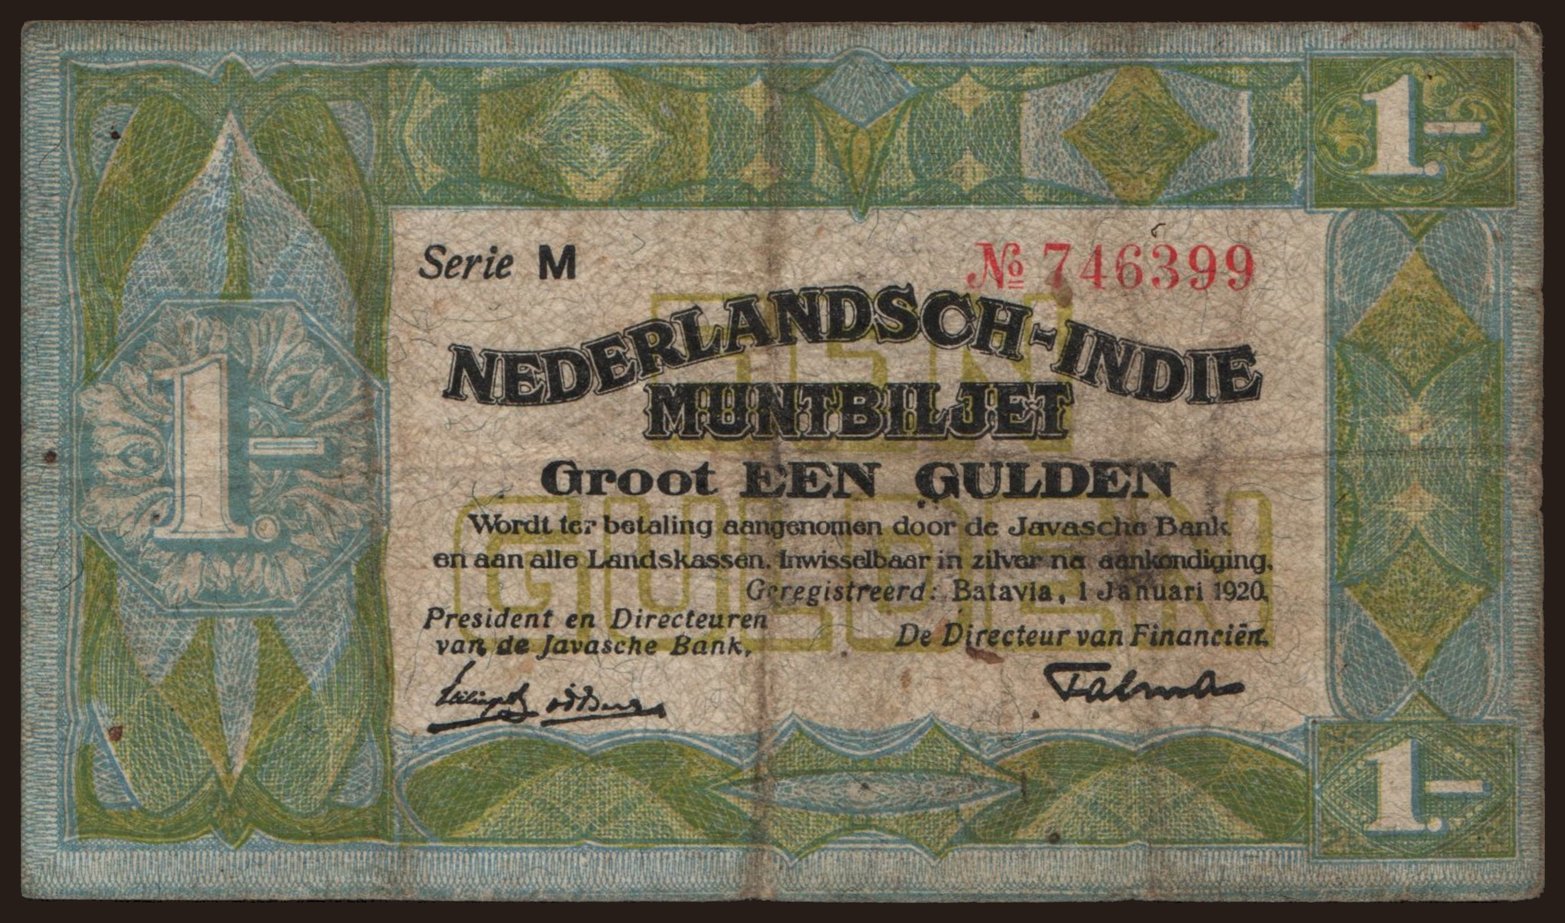 1.-
Serie M
№ 746399
NEDERLANDSCH-INDIE
MUNTBILJET
Groot EEN GULDEN
EEN
GULDEN
1.-
Wordt ter betaling aangenomen door de Javasche Bank
en aan alle Landskassen. Inwisselbaar in zilver na aankondiging.
Geregistreerd: Batavia, 1 Januari 1920.
President en Directeuren
van de Javasche Bank,
De Directeur van Financiën.
1.-